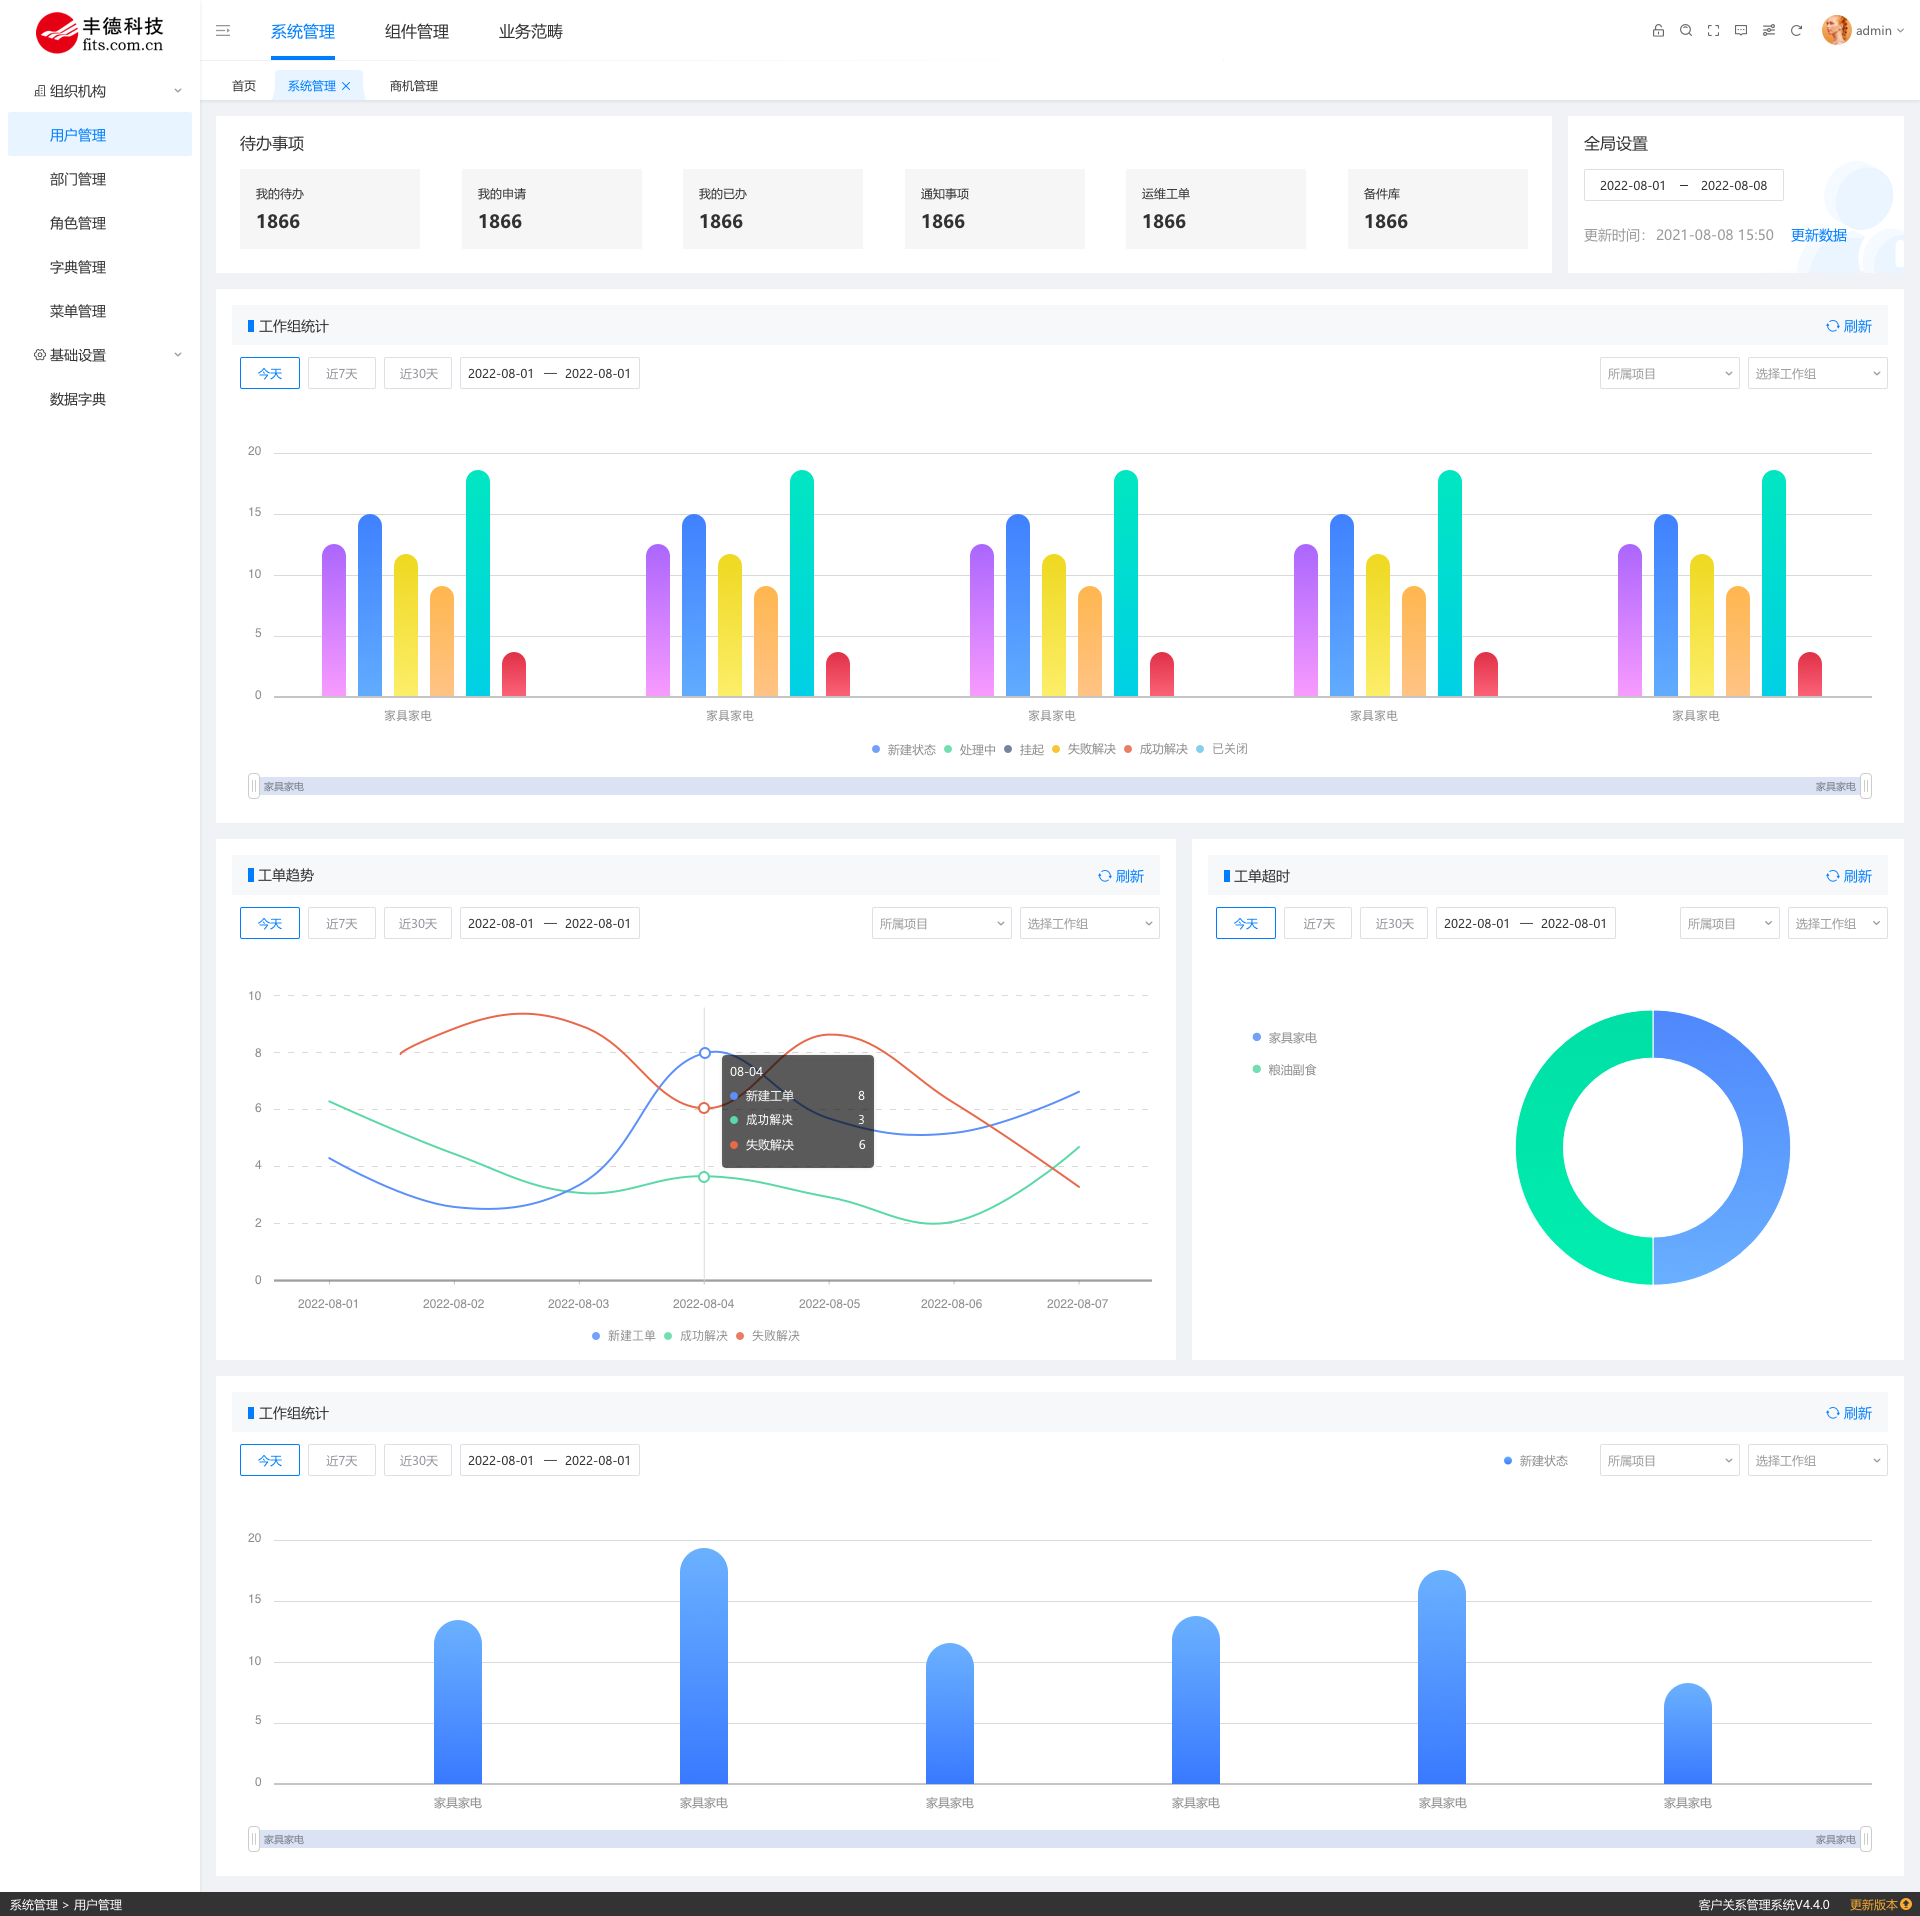 丰德科技
fits.com.cn
系统管理 组件管理 业务范畴
admin
首页 系统管理 商机管理
组织机构
用户管理
部门管理
角色管理
字典管理
菜单管理
基础设置
数据字典
待办事项
我的待办 我的申请 我的已办 通知事项 运维工单 备件库
1866 1866 1866 1866 1866 1866
全局设置
2022-08-01 – 2022-08-08
更新时间： 2021-08-08 15:50 更新数据
工作组统计 刷新
今天 近7天 近30天 2022-08-01 — 2022-08-01 所属项目 选择工作组
20
15
10
5
0
家具家电 家具家电 家具家电 家具家电 家具家电
新建状态 处理中 挂起 失败解决 成功解决 已关闭
家具家电 家具家电
工单趋势 刷新
今天 近7天 近30天 2022-08-01 — 2022-08-01 所属项目 选择工作组
10
8
6
4
2
0
08-04
新建工单 8
成功解决 3
失败解决 6
2022-08-01 2022-08-02 2022-08-03 2022-08-04 2022-08-05 2022-08-06 2022-08-07
新建工单 成功解决 失败解决
工单超时 刷新
今天 近7天 近30天 2022-08-01 — 2022-08-01 所属项目 选择工作组
家具家电
粮油副食
工作组统计 刷新
今天 近7天 近30天 2022-08-01 — 2022-08-01 新建状态 所属项目 选择工作组
20
15
10
5
0
家具家电 家具家电 家具家电 家具家电 家具家电 家具家电
家具家电 家具家电
系统管理 > 用户管理 客户关系管理系统V4.4.0 更新版本